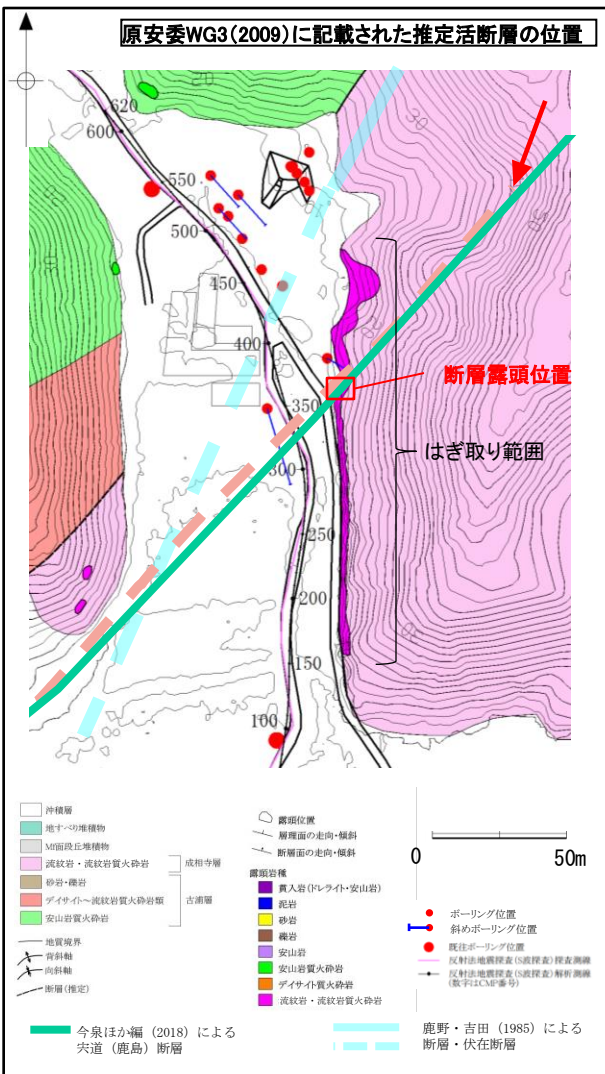 原安委WG3(2009)に記載された推定活断層の位置
620
600
550
500
450
400
断層露頭位置
350
はぎ取り範囲
300
250
200
150
100
沖積層
地すべり堆積物
Mf面段丘堆積物
流紋岩・流紋岩質火砕岩
成相寺層
砂岩・礫岩
デイサイト~流紋岩質火砕岩類
古浦層
安山岩質火砕岩
地質境界
背斜軸
向斜軸
断層(推定)
露頭位置
層理面の走向・傾斜
断層面の走向・傾斜
露頭岩種
貫入岩(ドレライト・安山岩)
泥岩
砂岩
礫岩
安山岩
安山岩質火砕岩
デイサイト質火砕岩
流紋岩・流紋岩質火砕岩
0 50m
ボーリング位置
斜めボーリング位置
既往ボーリング位置
反射法地震探査(S波探査)探査測線
反射法地震探査(S波探査)解析測線
(数字はCMP番号)
今泉ほか編(2018)による
宍道(鹿島)断層
鹿野・吉田(1985)による
断層・伏在断層